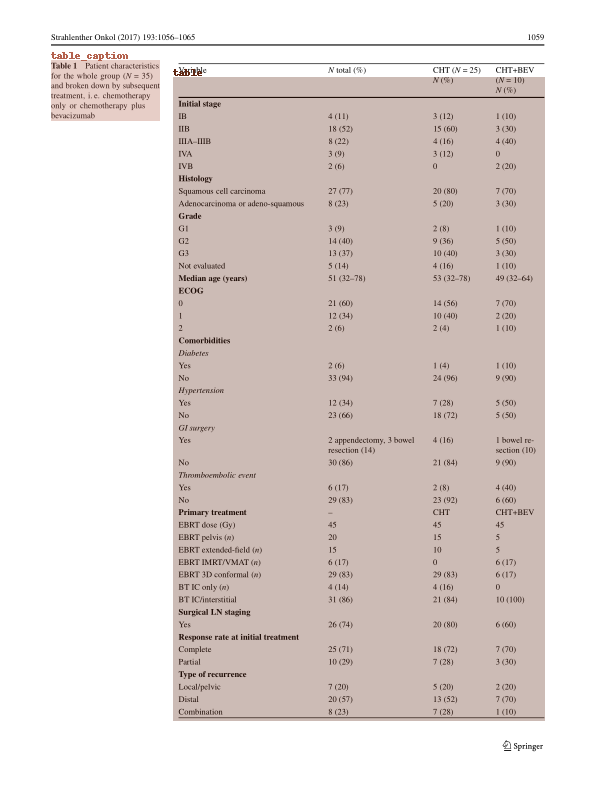 Strahlenther Onkol (2017) 193:1056–1065 1059
table_caption
Table 1 Patient characteristics
for the whole group (N = 35)
and broken down by subsequent
treatment, i. e. chemotherapy
only or chemotherapy plus
bevacizumab
table
Variable N total (%) CHT (N = 25) CHT+BEV
N (%) (N = 10)
N (%)
Initial stage
IB 4 (11) 3 (12) 1 (10)
IIB 18 (52) 15 (60) 3 (30)
IIIA–IIIB 8 (22) 4 (16) 4 (40)
IVA 3 (9) 3 (12) 0
IVB 2 (6) 0 2 (20)
Histology
Squamous cell carcinoma 27 (77) 20 (80) 7 (70)
Adenocarcinoma or adeno-squamous 8 (23) 5 (20) 3 (30)
Grade
G1 3 (9) 2 (8) 1 (10)
G2 14 (40) 9 (36) 5 (50)
G3 13 (37) 10 (40) 3 (30)
Not evaluated 5 (14) 4 (16) 1 (10)
Median age (years) 51 (32–78) 53 (32–78) 49 (32–64)
ECOG
0 21 (60) 14 (56) 7 (70)
1 12 (34) 10 (40) 2 (20)
2 2 (6) 2 (4) 1 (10)
Comorbidities
Diabetes
Yes 2 (6) 1 (4) 1 (10)
No 33 (94) 24 (96) 9 (90)
Hypertension
Yes 12 (34) 7 (28) 5 (50)
No 23 (66) 18 (72) 5 (50)
GI surgery
Yes 2 appendectomy, 3 bowel 4 (16) 1 bowel re-
resection (14) section (10)
No 30 (86) 21 (84) 9 (90)
Thromboembolic event
Yes 6 (17) 2 (8) 4 (40)
No 29 (83) 23 (92) 6 (60)
Primary treatment – CHT CHT+BEV
EBRT dose (Gy) 45 45 45
EBRT pelvis (n) 20 15 5
EBRT extended-field (n) 15 10 5
EBRT IMRT/VMAT (n) 6 (17) 0 6 (17)
EBRT 3D conformal (n) 29 (83) 29 (83) 6 (17)
BT IC only (n) 4 (14) 4 (16) 0
BT IC/interstitial 31 (86) 21 (84) 10 (100)
Surgical LN staging
Yes 26 (74) 20 (80) 6 (60)
Response rate at initial treatment
Complete 25 (71) 18 (72) 7 (70)
Partial 10 (29) 7 (28) 3 (30)
Type of recurrence
Local/pelvic 7 (20) 5 (20) 2 (20)
Distal 20 (57) 13 (52) 7 (70)
Combination 8 (23) 7 (28) 1 (10)
Springer